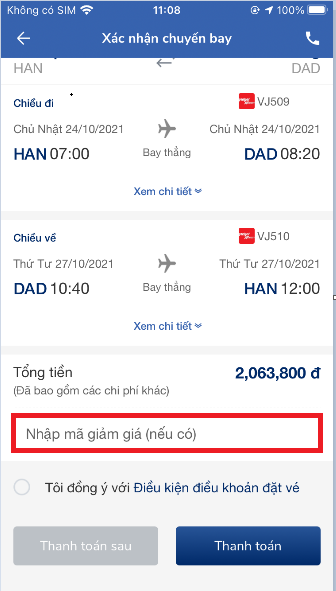 Không có SIM 11:08 100%
Xác nhận chuyến bay
HAN DAD
Chiều đi VJ509
Chủ Nhật 24/10/2021 Chủ Nhật 24/10/2021
HAN 07:00 Bay thẳng DAD 08:20
Xem chi tiết
Chiều về VJ510
Thứ Tư 27/10/2021 Thứ Tư 27/10/2021
DAD 10:40 Bay thẳng HAN 12:00
Xem chi tiết
Tổng tiền 2,063,800 đ
(Đã bao gồm các chi phí khác)
Nhập mã giảm giá (nếu có)
Tôi đồng ý với Điều kiện điều khoản đặt vé
Thanh toán sau Thanh toán